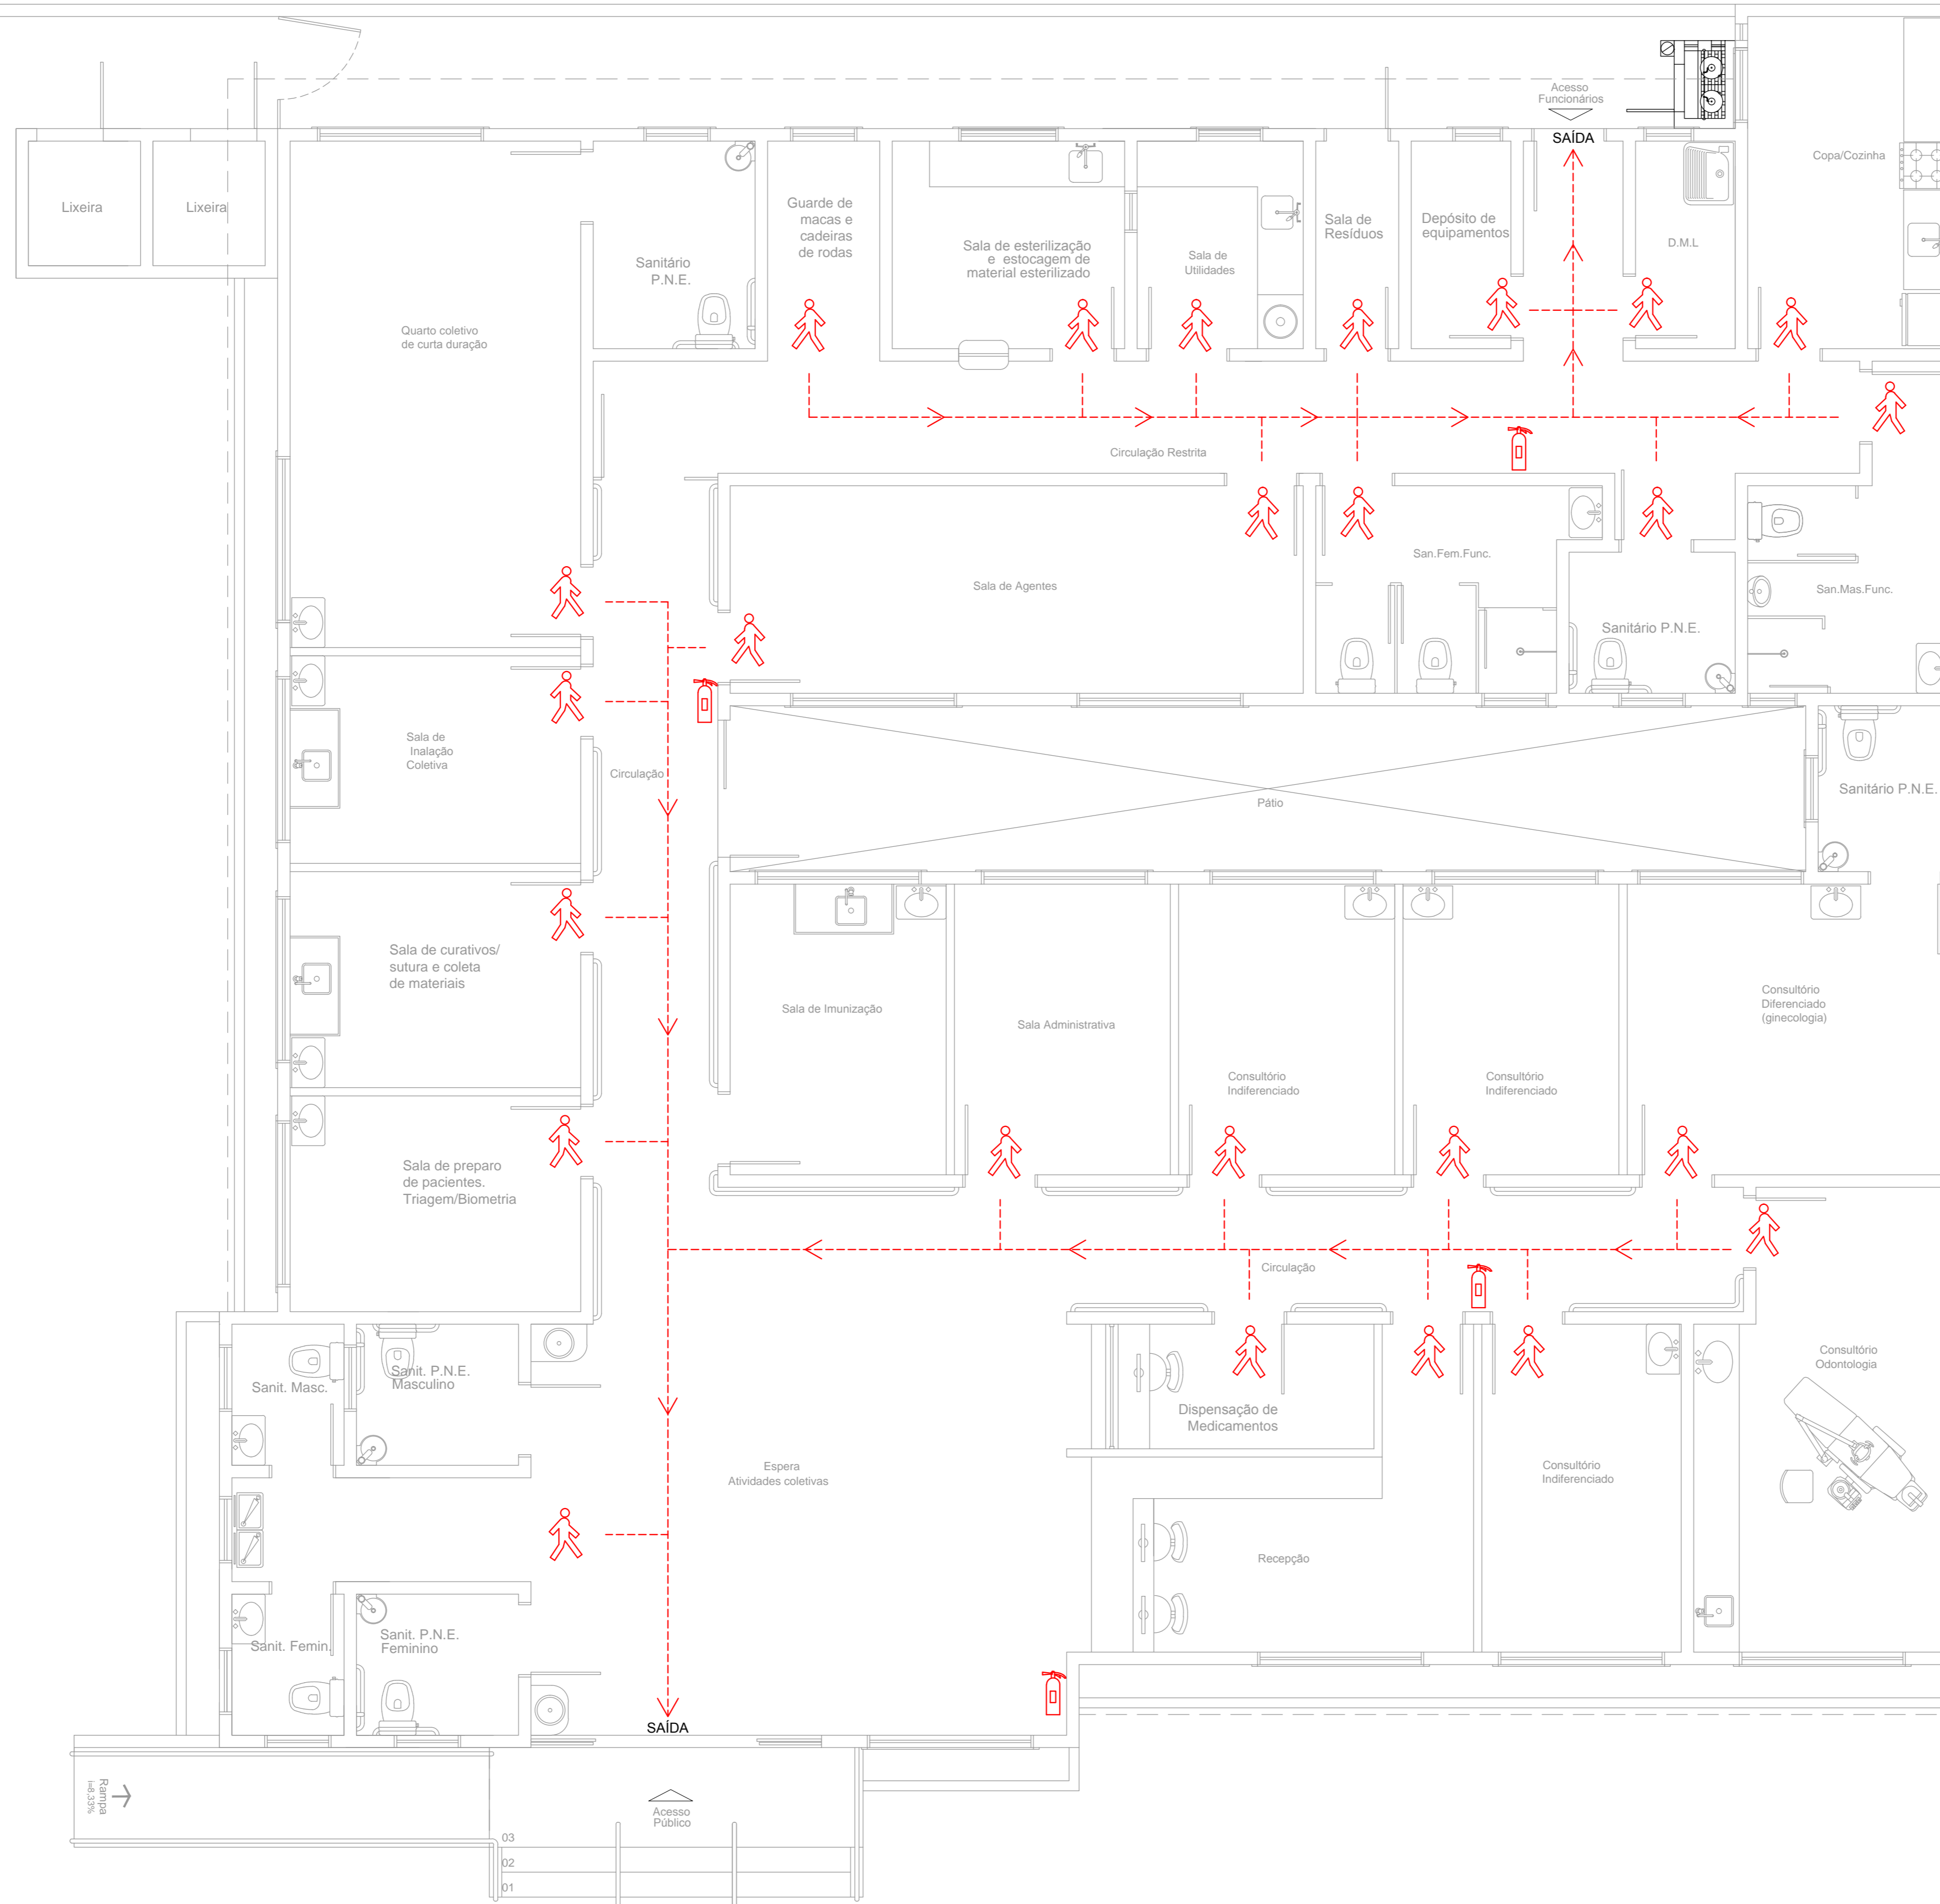 Acesso
Funcionários
SAÍDA
Copa/Cozinha
Lixeira
Lixeira
Guarde de
macas e
cadeiras
de rodas
Sala de
Resíduos
Depósito de
equipamentos
D.M.L
Sala de esterilização
e estocagem de
material esterilizado
Sala de
Utilidades
Sanitário
P.N.E.
Quarto coletivo
de curta duração
Circulação Restrita
San.Fem.Func.
Sala de Agentes
San.Mas.Func.
Sanitário P.N.E.
Sala de
Inalação
Coletiva
Circulação
Pátio
Sanitário P.N.E.
Sala de curativos/
sutura e coleta
de materiais
Sala de Imunização
Sala Administrativa
Consultório
Diferenciado
(ginecologia)
Consultório
Indiferenciado
Consultório
Indiferenciado
Sala de preparo
de pacientes.
Triagem/Biometria
Circulação
Consultório
Odontologia
Sanit. Masc.
Sanit. P.N.E.
Masculino
Dispensação de
Medicamentos
Espera
Atividades coletivas
Consultório
Indiferenciado
Recepção
Sanit. Femin.
Sanit. P.N.E.
Feminino
SAÍDA
Rampa
i=8.33%
Acesso
Público
03
02
01